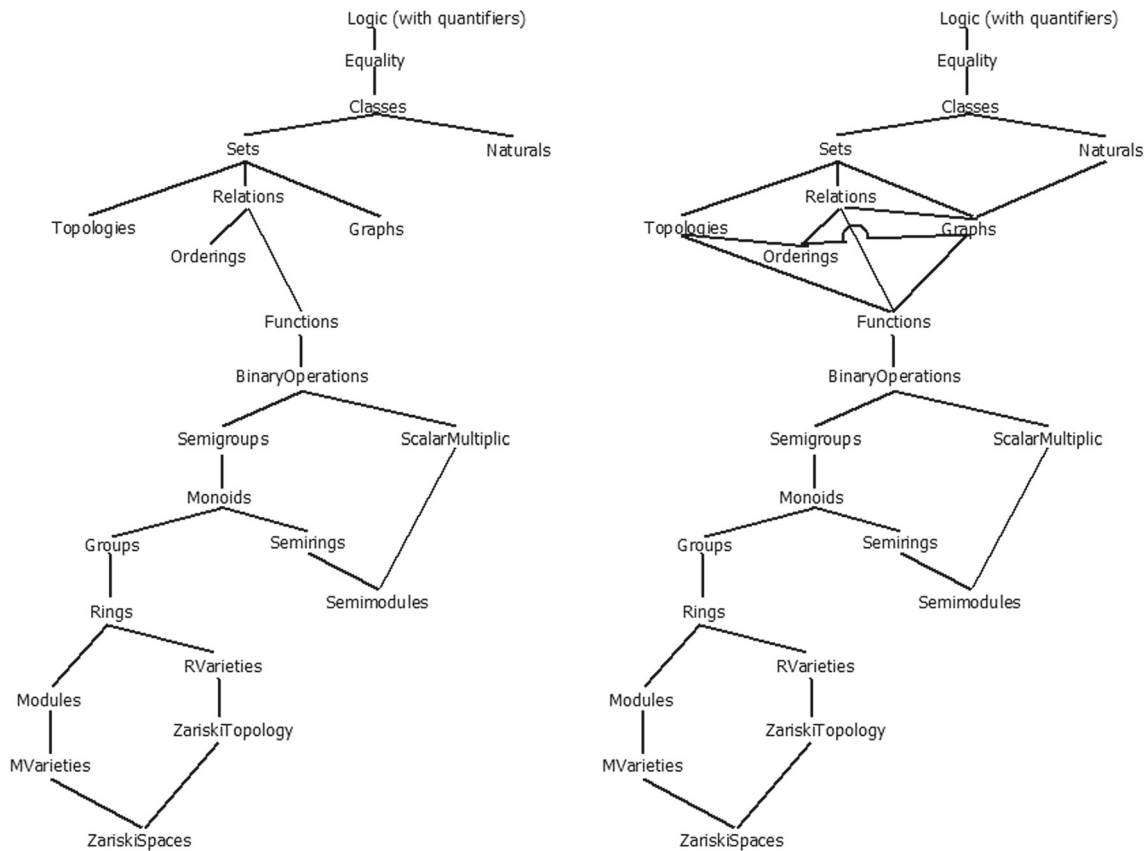 Logic (with quantifiers)
Equality
Classes
Sets
Naturals
Relations
Topologies
Graphs
Orderings
Functions
BinaryOperations
Semigroups
ScalarMultiplic
Monoids
Groups
Semirings
Semimodules
Rings
RVarieties
Modules
ZariskiTopology
MVarieties
ZariskiSpaces
Logic (with quantifiers)
Equality
Classes
Sets
Naturals
Relations
Topologies
Graphs
Orderings
Functions
BinaryOperations
Semigroups
ScalarMultiplic
Monoids
Groups
Semirings
Semimodules
Rings
RVarieties
Modules
ZariskiTopology
MVarieties
ZariskiSpaces